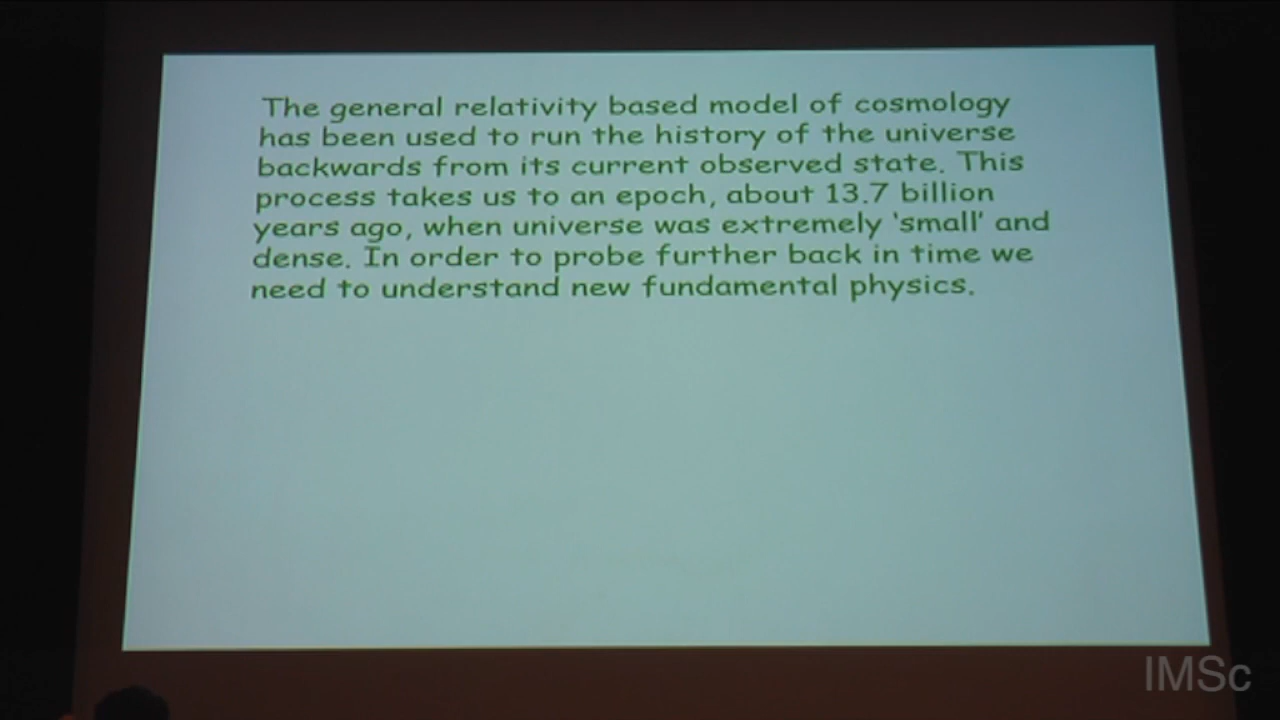 The general relativity based model of cosmology
has been used to run the history of the universe
backwards from its current observed state. This
process takes us to an epoch, about 13.7 billion
years ago, when universe was extremely 'small' and
dense. In order to probe further back in time we
need to understand new fundamental physics.
IMSc